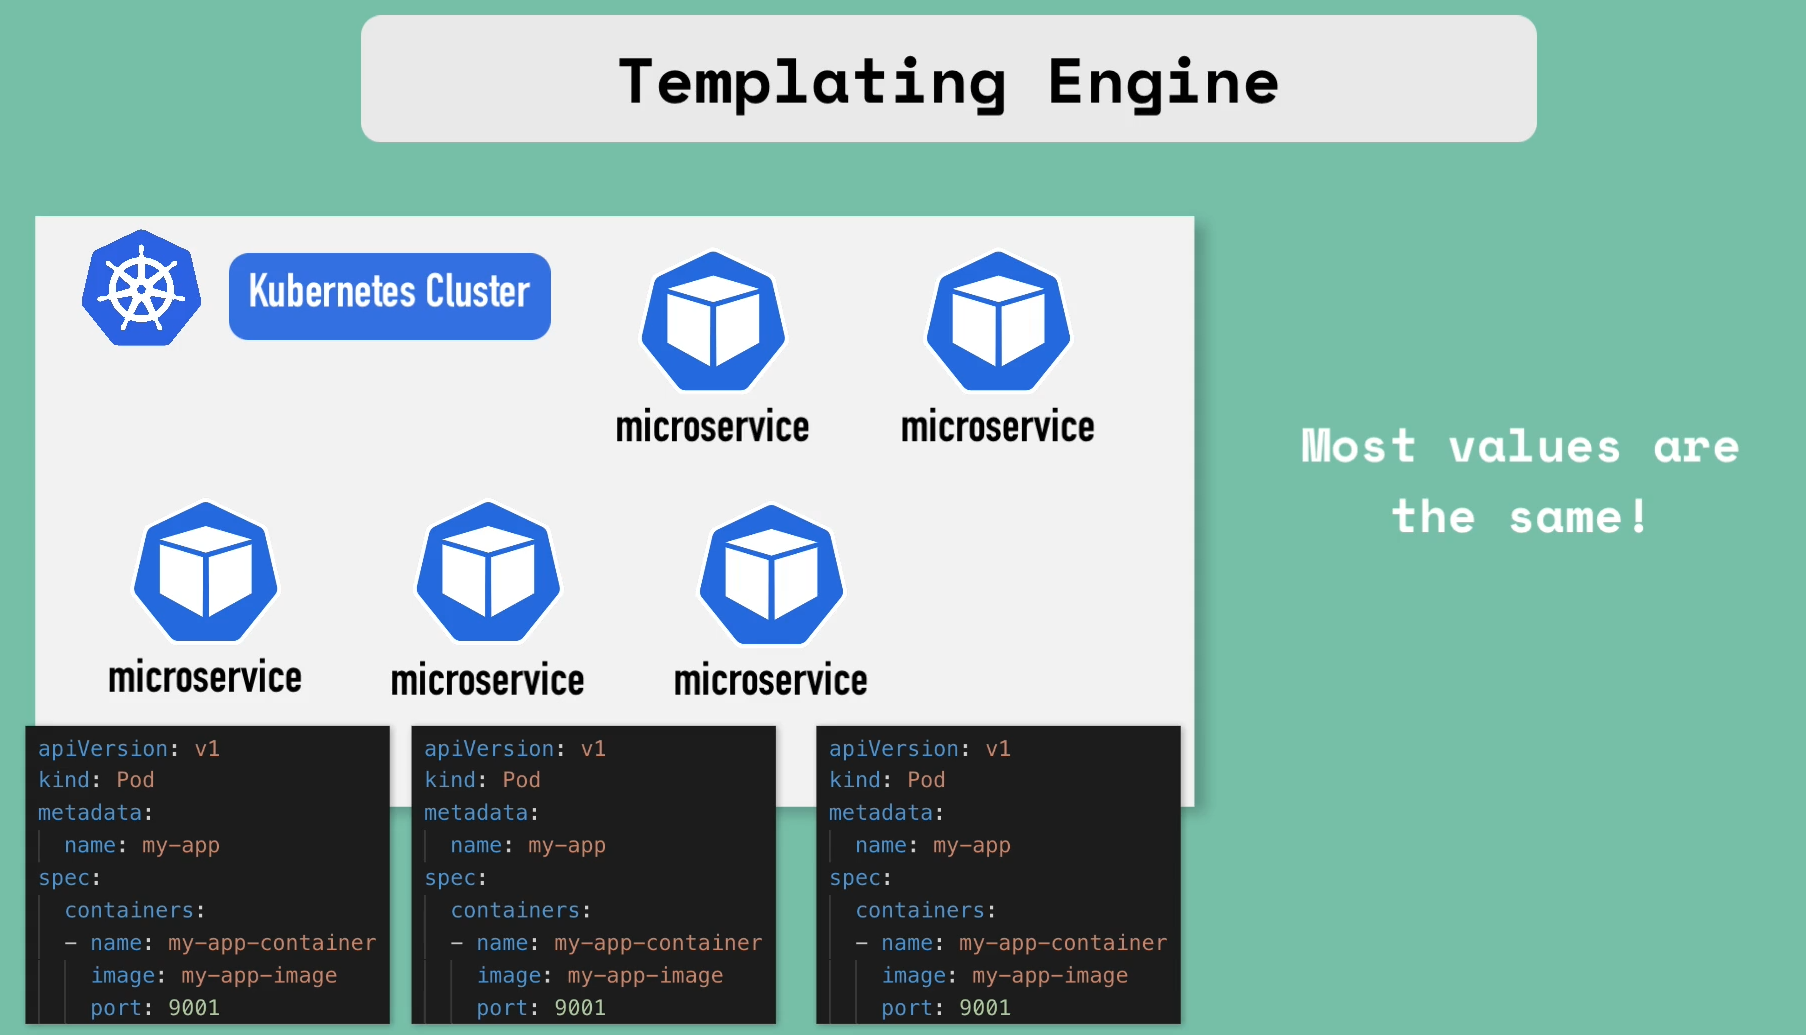 Templating Engine
Kubernetes Cluster
microservice
microservice
microservice
microservice
microservice
Most values are
the same!
apiVersion: v1
kind: Pod
metadata:
  name: my-app
spec:
  containers:
  - name: my-app-container
    image: my-app-image
    port: 9001
apiVersion: v1
kind: Pod
metadata:
  name: my-app
spec:
  containers:
  - name: my-app-container
    image: my-app-image
    port: 9001
apiVersion: v1
kind: Pod
metadata:
  name: my-app
spec:
  containers:
  - name: my-app-container
    image: my-app-image
    port: 9001